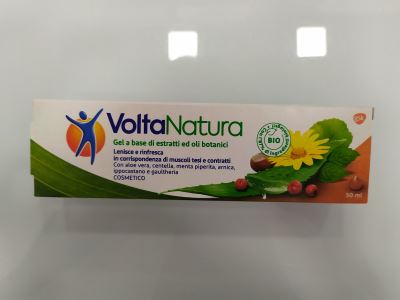 VoltaNatura
Gel a base di estratti ed oli botanici
Lenisce e rinfresca
in corrispondenza di muscoli tesi e contratti
Con aloe vera, centella, menta piperita, arnica,
ippocastano e gaultheria
COSMETICO
BIO
gsk
50 ml